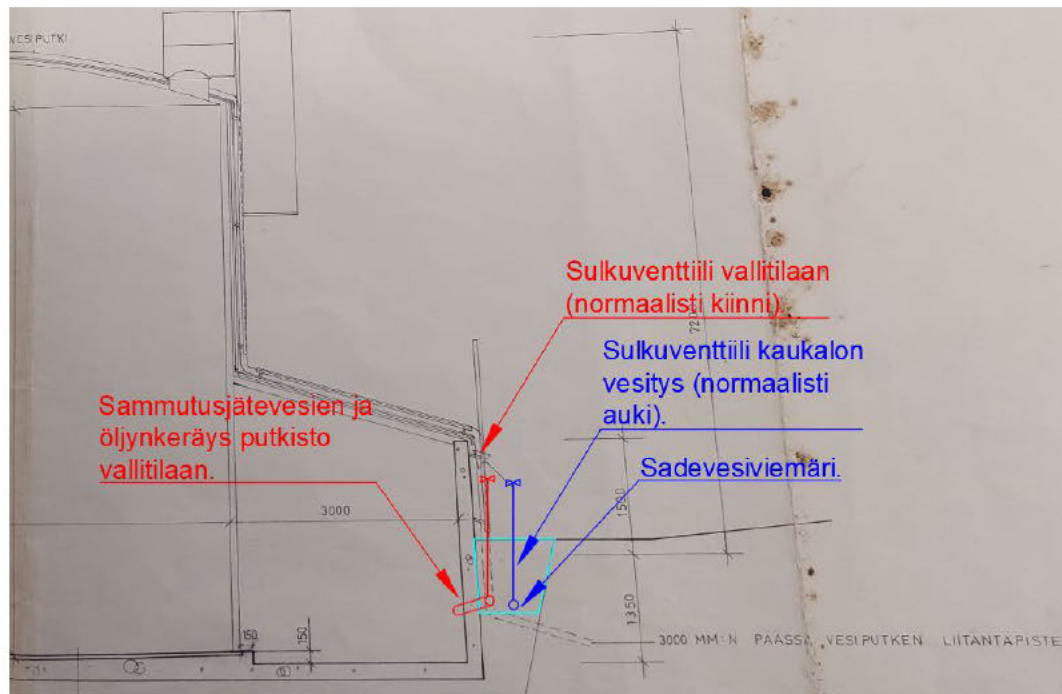 VESIPUTKI
Sulkuventtiili vallitilaan
(normaalisti kiinni).
Sulkuventtiili kaukalon
vesitys (normaalisti
auki).
Sammutusjätevesien ja
öljynkeräys putkisto
vallitilaan.
Sadevesiviemäri.
3000
1500
1350
150
150
3000 MM:N PÄÄSSÄ VESIPUTKEN LIITÄNTÄPISTE